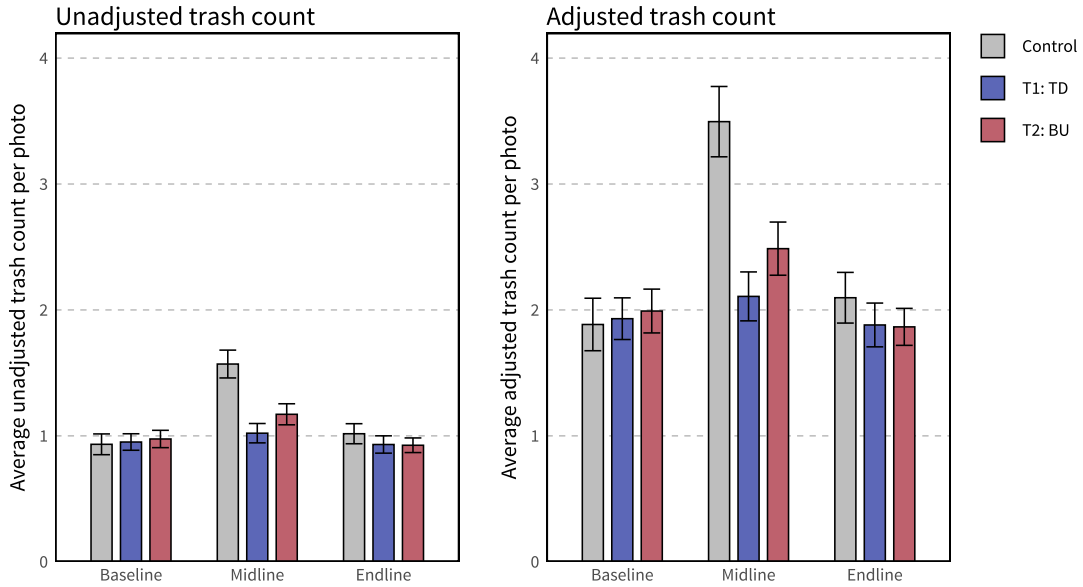 Unadjusted trash count
Average unadjusted trash count per photo
4
3
2
1
0
Baseline
Midline
Endline
Adjusted trash count
Average adjusted trash count per photo
4
3
2
1
0
Baseline
Midline
Endline
Control
T1: TD
T2: BU